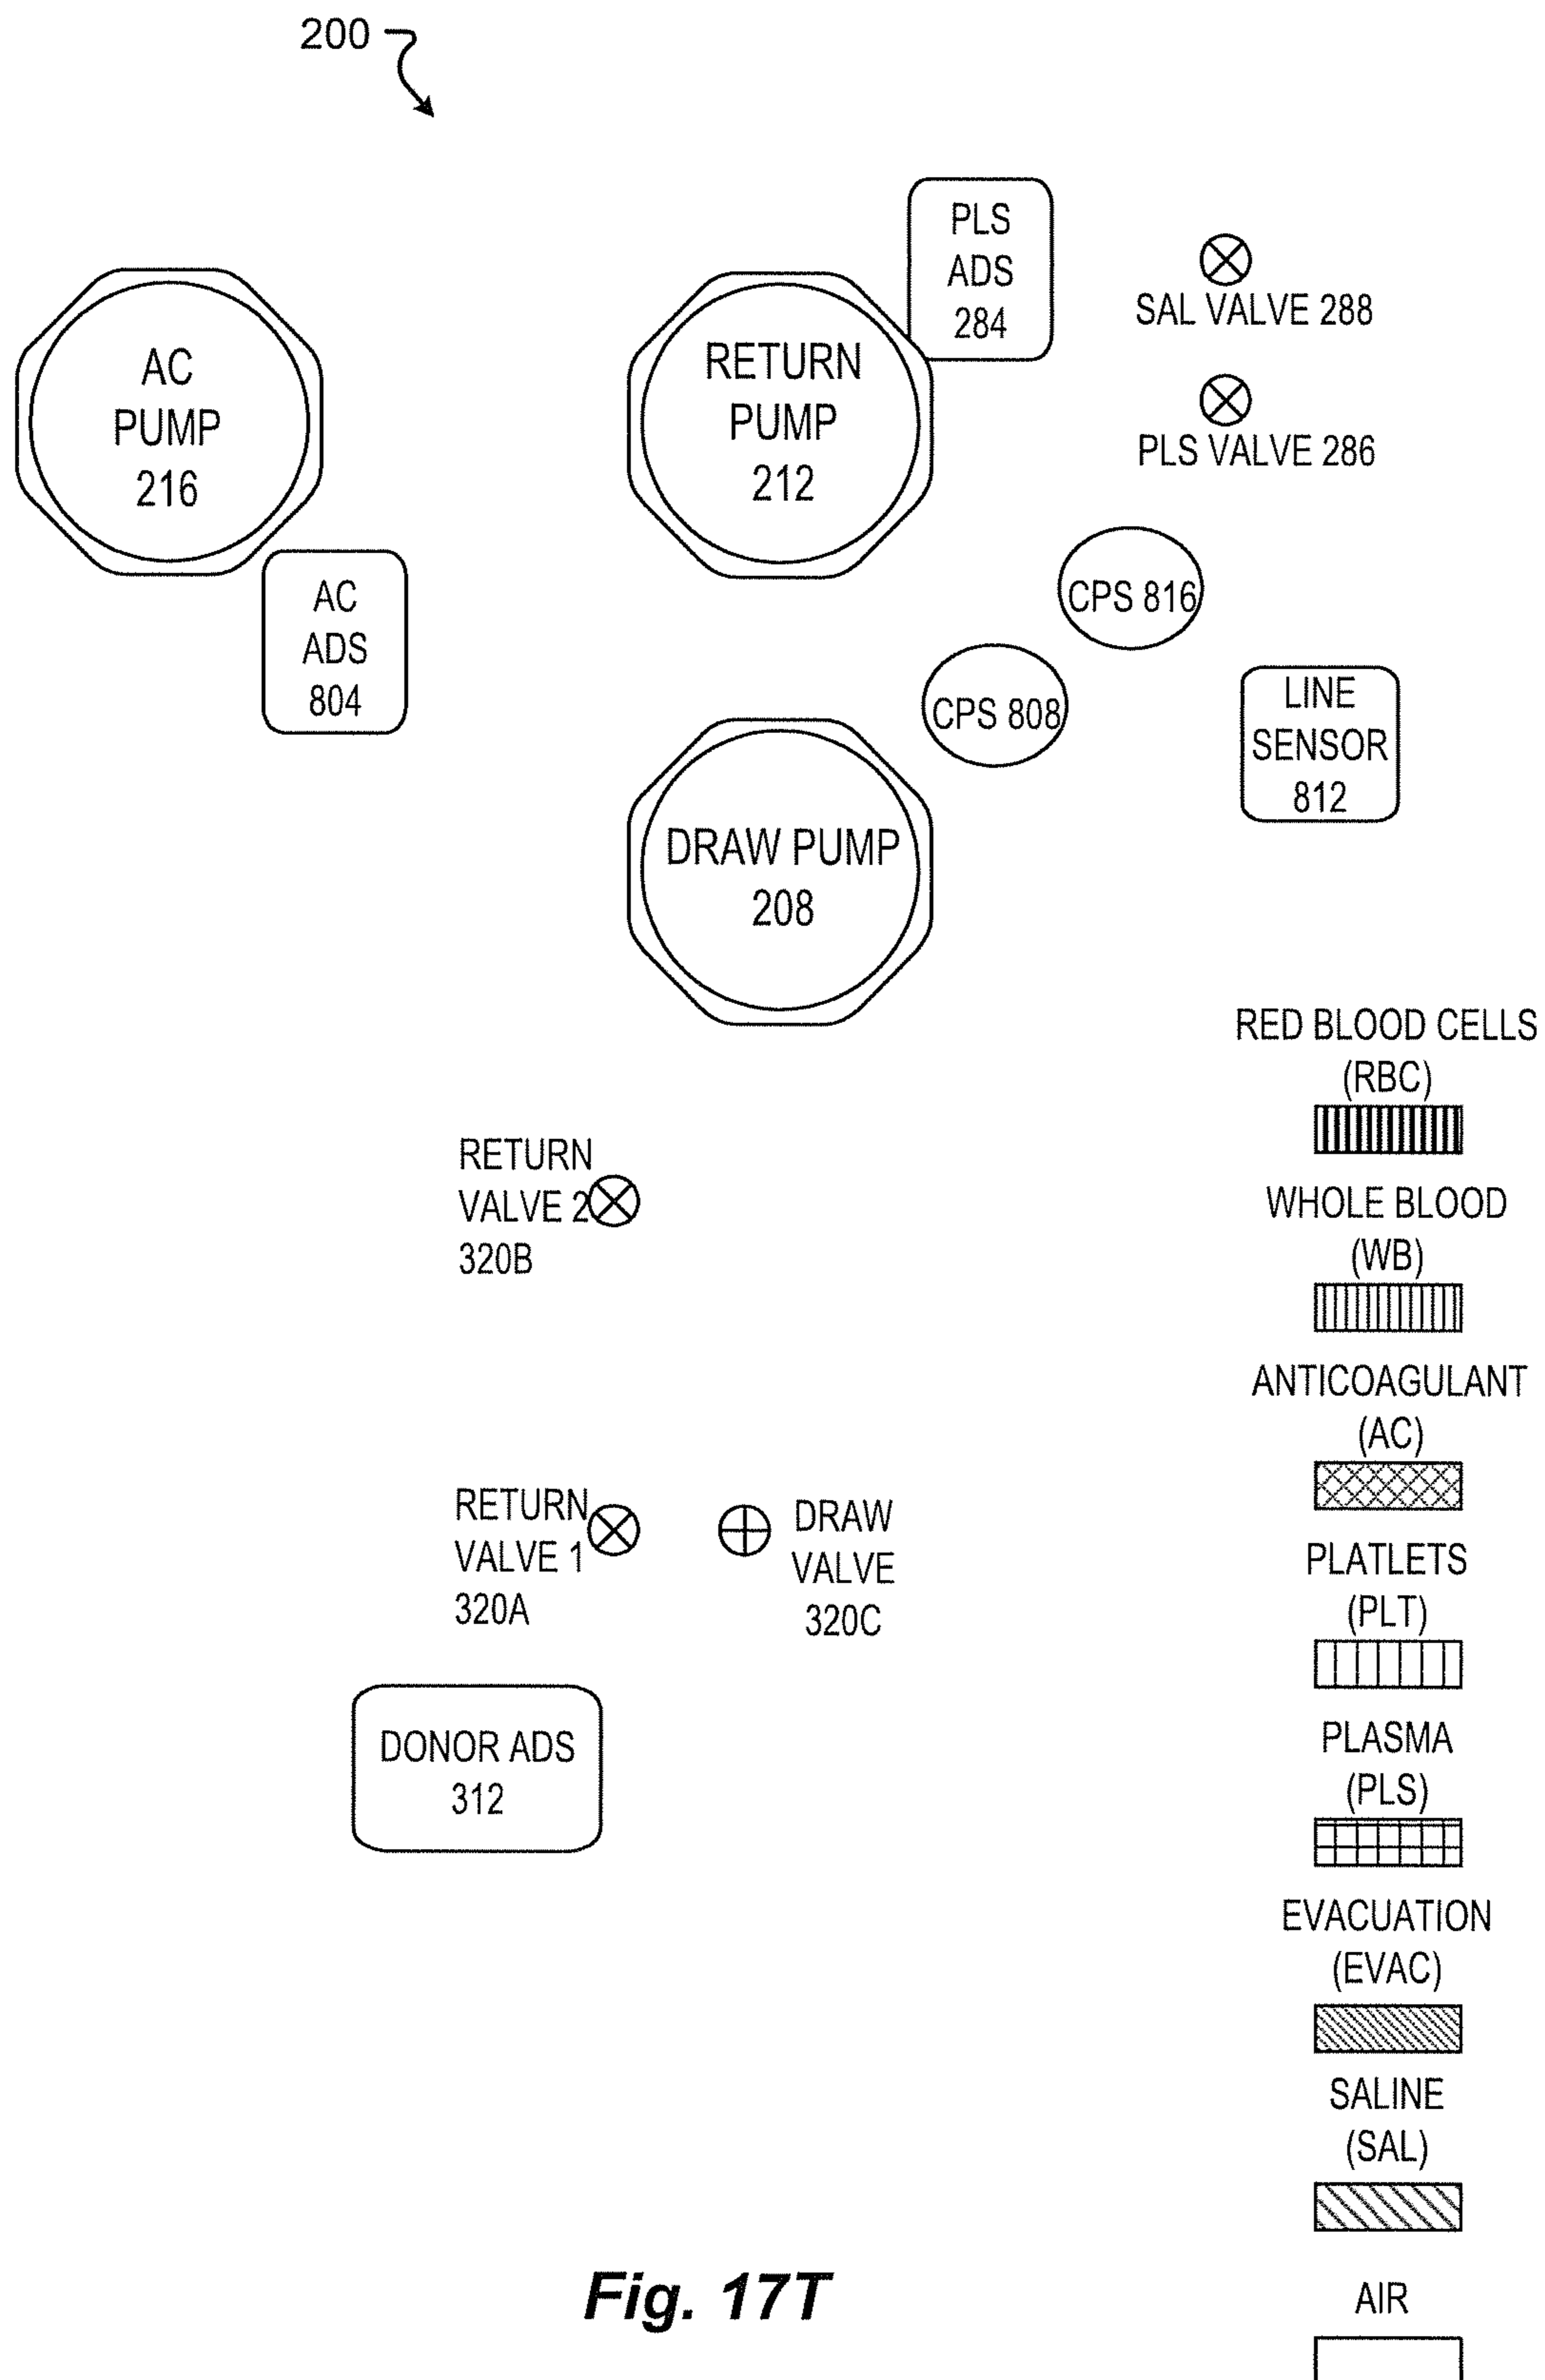 200
PLS
ADS
284
SAL VALVE 288
AC
PUMP
216
RETURN
PUMP
212
PLS VALVE 286
AC
ADS
804
CPS 816
CPS 808
LINE
SENSOR
812
DRAW PUMP
208
RED BLOOD CELLS
(RBC)
RETURN
VALVE 2
320B
WHOLE BLOOD
(WB)
ANTICOAGULANT
(AC)
RETURN
VALVE 1
320A
DRAW
VALVE
320C
PLATLETS
(PLT)
DONOR ADS
312
PLASMA
(PLS)
EVACUATION
(EVAC)
SALINE
(SAL)
AIR
Fig. 17T